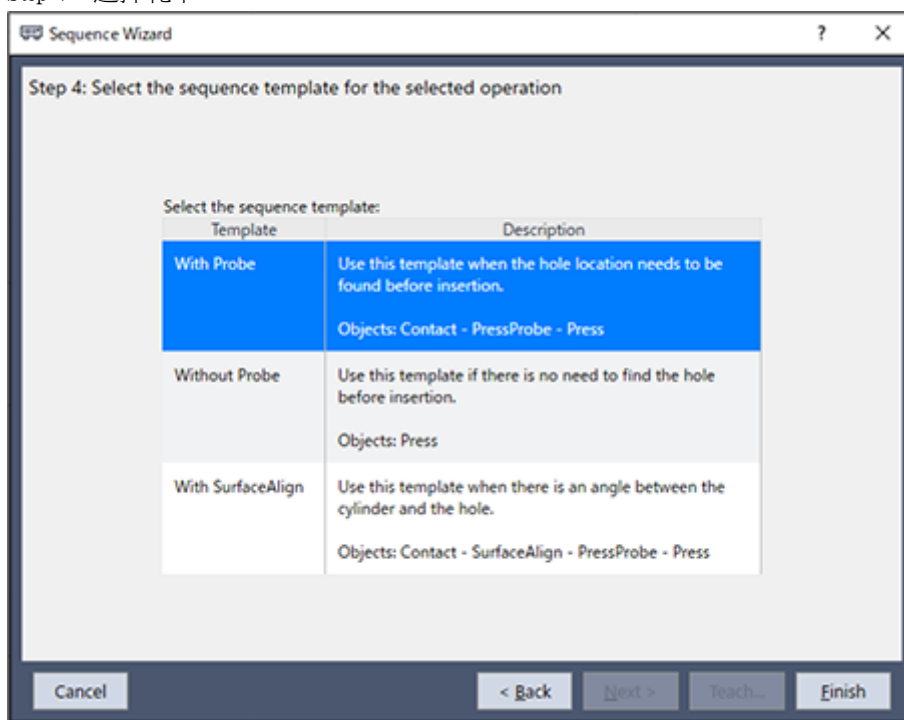 Sequence Wizard
?
Step 4: Select the sequence template for the selected operation
Select the sequence template:
Template
Description
With Probe
Use this template when the hole location needs to be
found before insertion.
Objects: Contact - PressProbe - Press
Without Probe
Use this template if there is no need to find the hole
before insertion.
Objects: Press
With SurfaceAlign
Use this template when there is an angle between the
cylinder and the hole.
Objects: Contact - SurfaceAlign - PressProbe - Press
Cancel
< Back
Next >
Teach...
Finish